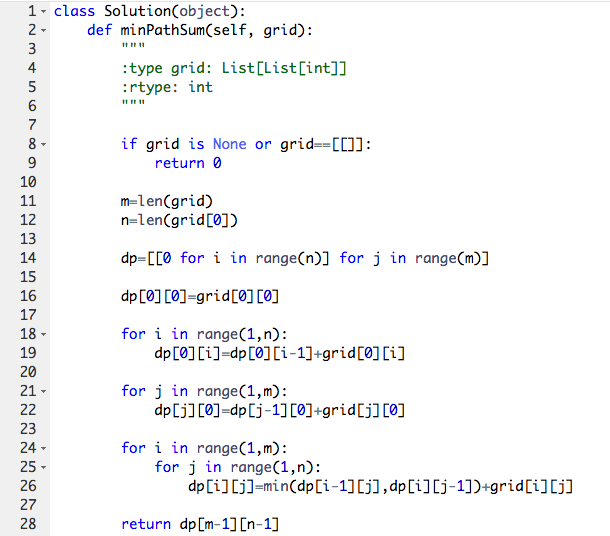 1 class Solution(object):
2     def minPathSum(self, grid):
3         """
4         :type grid: List[List[int]]
5         :rtype: int
6         """
7
8         if grid is None or grid==[[]]:
9             return 0
10
11         m=len(grid)
12         n=len(grid[0])
13
14         dp=[[0 for i in range(n)] for j in range(m)]
15
16         dp[0][0]=grid[0][0]
17
18         for i in range(1,n):
19             dp[0][i]=dp[0][i-1]+grid[0][i]
20
21         for j in range(1,m):
22             dp[j][0]=dp[j-1][0]+grid[j][0]
23
24         for i in range(1,m):
25             for j in range(1,n):
26                 dp[i][j]=min(dp[i-1][j],dp[i][j-1])+grid[i][j]
27
28         return dp[m-1][n-1]